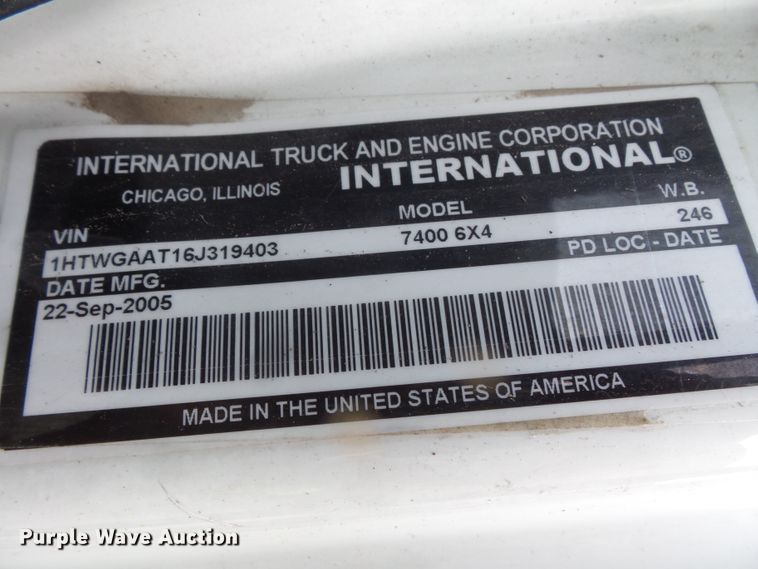 INTERNATIONAL TRUCK AND ENGINE CORPORATION
CHICAGO, ILLINOIS INTERNATIONAL®
VIN MODEL W.B.
1HTWGAAT16J319403 7400 6X4 246
DATE MFG. PD LOC - DATE
22-Sep-2005
MADE IN THE UNITED STATES OF AMERICA
Purple Wave Auction